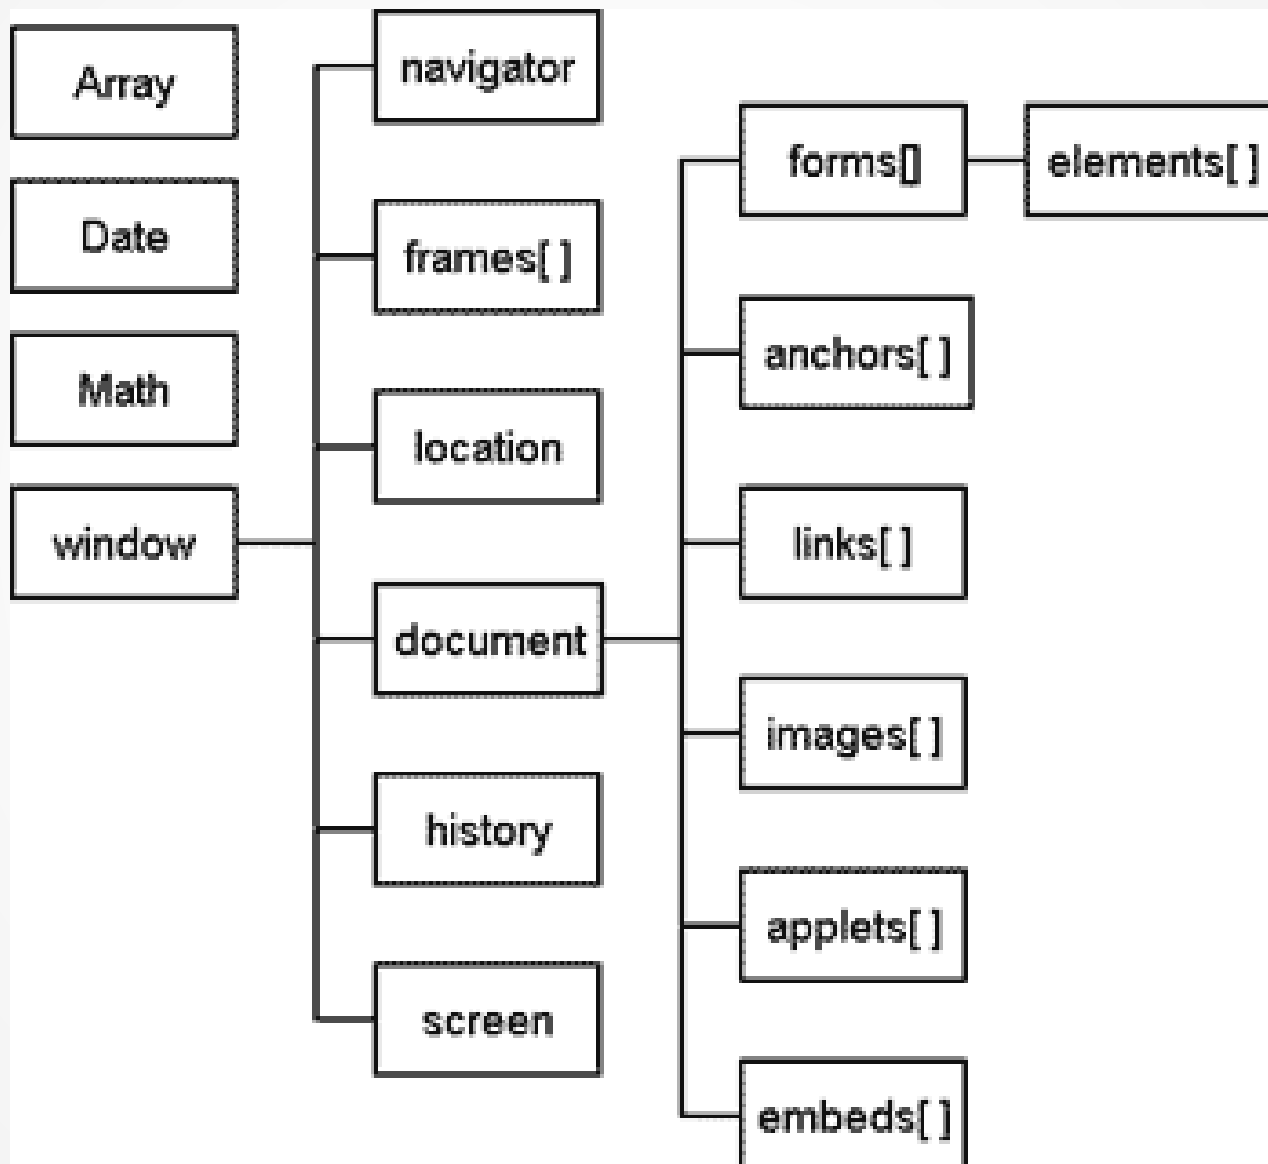 Array
Date
Math
window
navigator
frames[ ]
location
document
history
screen
forms[]
anchors[ ]
links[ ]
images[ ]
applets[ ]
embeds[ ]
elements[ ]